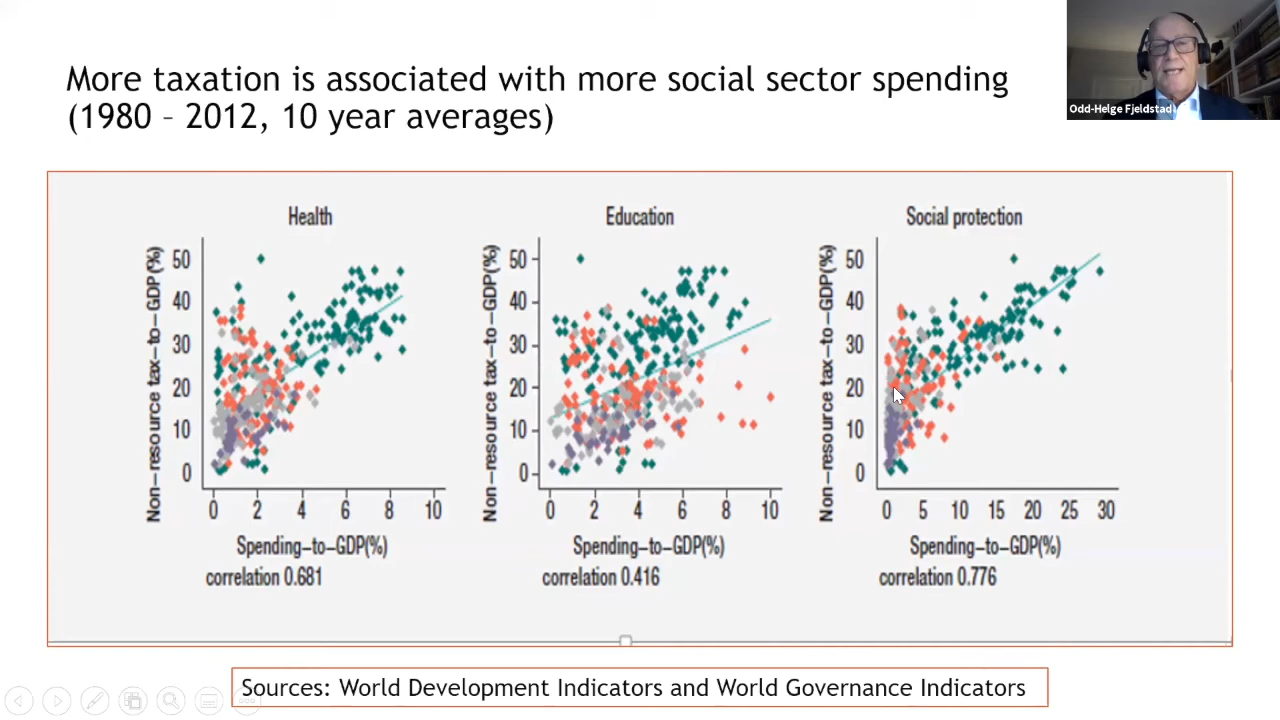 More taxation is associated with more social sector spending
(1980 – 2012, 10 year averages)
Odd-Helge Fjeldstad
Health
Non–resource tax–to–GDP(%)
50
40
30
20
10
0
0 2 4 6 8 10
Spending–to–GDP(%)
correlation 0.681
Education
Non–resource tax–to–GDP(%)
50
40
30
20
10
0
0 2 4 6 8 10
Spending–to–GDP(%)
correlation 0.416
Social protection
Non–resource tax–to–GDP(%)
50
40
30
20
10
0
0 5 10 15 20 25 30
Spending–to–GDP(%)
correlation 0.776
Sources: World Development Indicators and World Governance Indicators